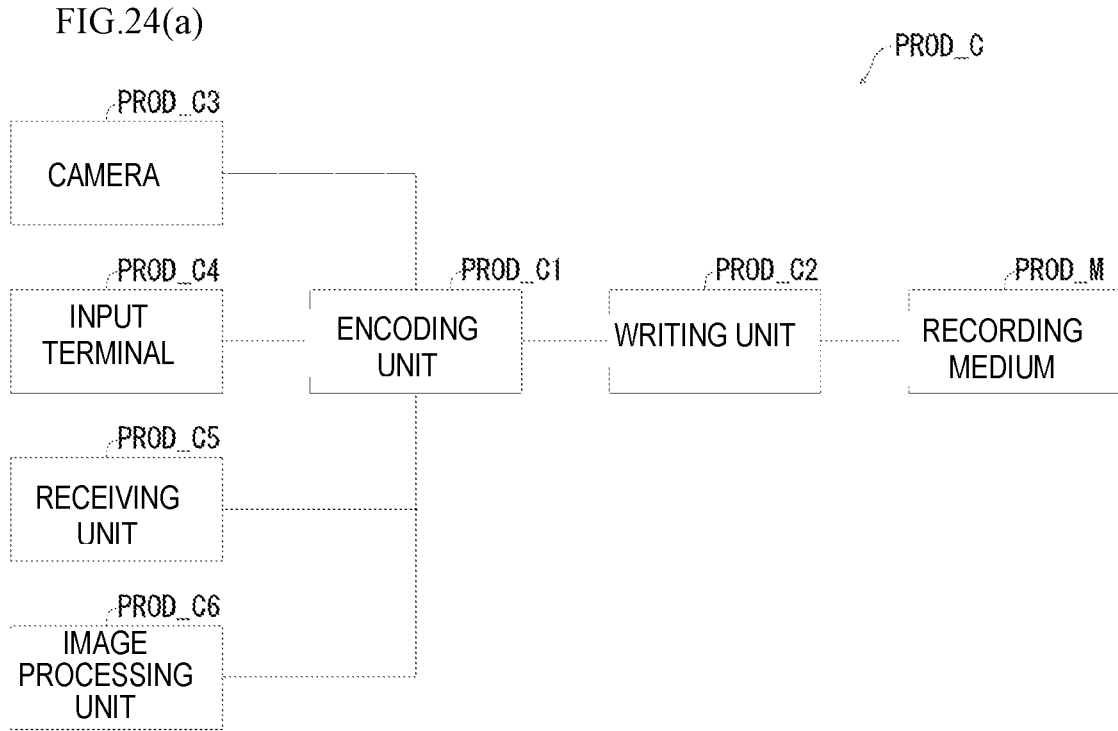 FIG.24(a)
PROD_C
PROD_C3
CAMERA
PROD_C4
INPUT
TERMINAL
PROD_C1
ENCODING
UNIT
PROD_C2
WRITING UNIT
PROD_M
RECORDING
MEDIUM
PROD_C5
RECEIVING
UNIT
PROD_C6
IMAGE
PROCESSING
UNIT